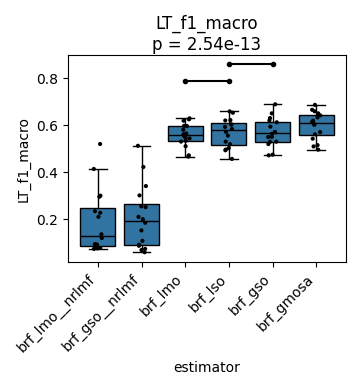 LT_f1_macro
p = 2.54e-13
LT_f1_macro
0.8
0.6
0.4
0.2
brf_lmo__nrlmf
brf_gso__nrlmf
brf_lmo
brf_lso
brf_gso
brf_gmosa
estimator